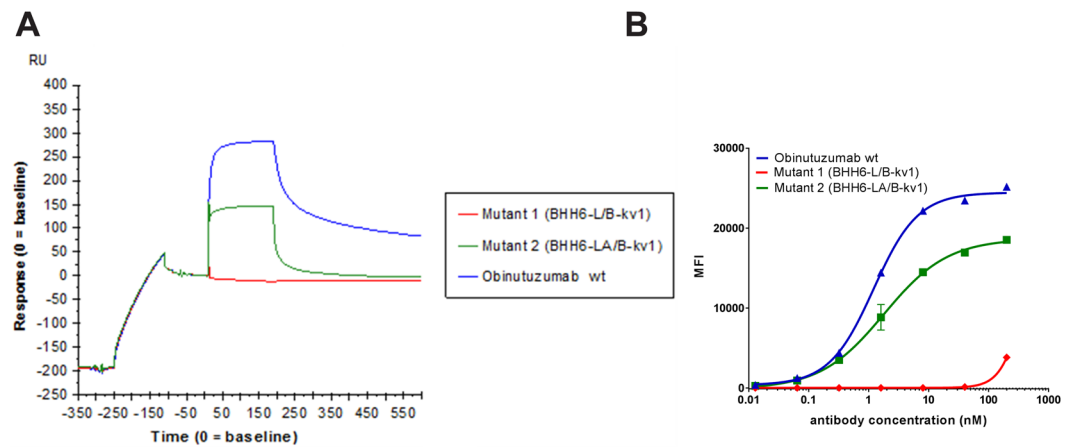 A
RU
Response (0 = baseline)
400
350
300
250
200
150
100
50
0
-50
-100
-150
-200
-250
-350 -250 -150 -50 50 150 250 350 450 550
Time (0 = baseline)
Mutant 1 (BHH6-L/B-kv1)
Mutant 2 (BHH6-LA/B-kv1)
Obinutuzumab wt
B
Obinutuzumab wt
Mutant 1 (BHH6-L/B-kv1)
Mutant 2 (BHH6-LA/B-kv1)
MFI
30000
20000
10000
0
0.01 0.1 1 10 100 1000
antibody concentration (nM)